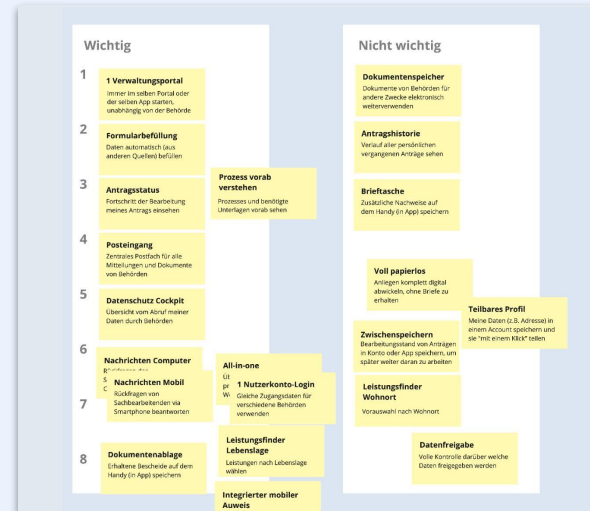 Wichtig
1
1 Verwaltungsportal
Immer im selben Portal oder
der selben App starten,
unabhängig von der Behörde
2
Formularbefüllung
Daten automatisch (aus
anderen Quellen) befüllen
3
Antragsstatus
Fortschritt der Bearbeitung
meines Antrags einsehen
Prozess vorab
verstehen
Prozesses und benötigte
Unterlagen vorab sehen
4
Posteingang
Zentrales Postfach für alle
Mitteilungen und Dokumente
von Behörden
5
Datenschutz Cockpit
Übersicht vom Abruf meiner
Daten durch Behörden
6
Nachrichten Computer
7
Nachrichten Mobil
Rückfragen von
Sachbearbeitenden via
Smartphone beantworten
All-in-one
1 Nutzerkonto-Login
Gleiche Zugangsdaten für
verschiedene Behörden
verwenden
8
Dokumentenablage
Erhaltene Bescheide auf dem
Handy (in App) speichern
Leistungsfinder
Lebenslage
Leistungen nach Lebenslage
wählen
Integrierter mobiler
Auweis
Nicht wichtig
Dokumentenspeicher
Dokumente von Behörden für
andere Zwecke elektronisch
weiterverwenden
Antragshistorie
Verlauf aller persönlichen
vergangenen Anträge sehen
Brieftasche
Zusätzliche Nachweise auf
dem Handy (in App) speichern
Voll papierlos
Anliegen komplett digital
abwickeln, ohne Briefe zu
erhalten
Teilbares Profil
Meine Daten (z.B. Adresse) in
einem Account speichern und
sie "mit einem Klick" teilen
Zwischenspeichern
Bearbeitungsstand von Anträgen
in Konto oder App speichern, um
später weiter daran zu arbeiten
Leistungsfinder
Wohnort
Vorauswahl nach Wohnort
Datenfreigabe
Volle Kontrolle darüber welche
Daten freigegeben werden